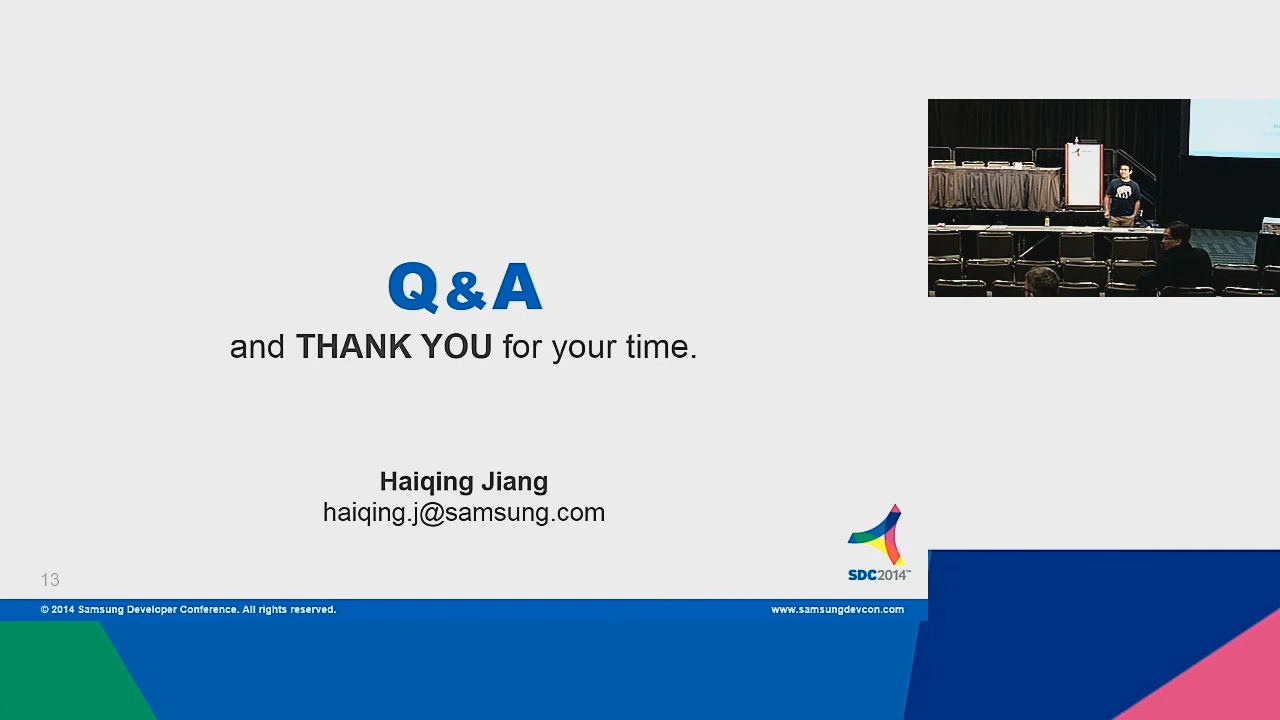 Q&A
and THANK YOU for your time.
Haiqing Jiang
haiqing.j@samsung.com
SDC2014™
13
© 2014 Samsung Developer Conference. All rights reserved.
www.samsungdevcon.com